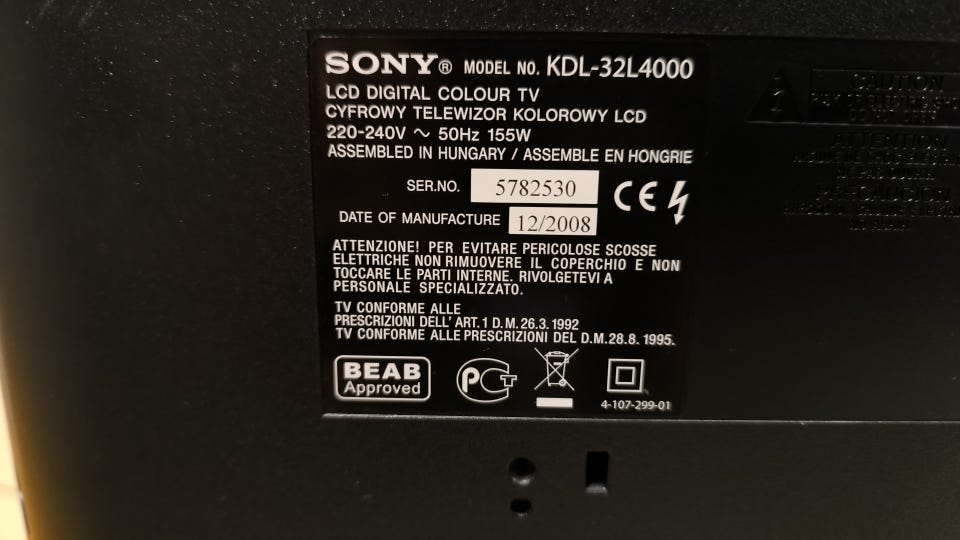 SONY® MODEL NO. KDL-32L4000
LCD DIGITAL COLOUR TV
CYFROWY TELEWIZOR KOLOROWY LCD
220-240V ~ 50Hz 155W
ASSEMBLED IN HUNGARY / ASSEMBLE EN HONGRIE
SER.NO. 5782530
CE
DATE OF MANUFACTURE 12/2008
ATTENZIONE! PER EVITARE PERICOLOSE SCOSSE
ELETTRICHE NON RIMUOVERE IL COPERCHIO E NON
TOCCARE LE PARTI INTERNE. RIVOLGETEVI A
PERSONALE SPECIALIZZATO.
TV CONFORME ALLE
PRESCRIZIONI DELL' ART.1 D.M.26.3.1992
TV CONFORME ALLE PRESCRIZIONI DEL D.M.28.8.1995.
BEAB
Approved
PCT
4-107-299-01
CAUTION
ATTENTION